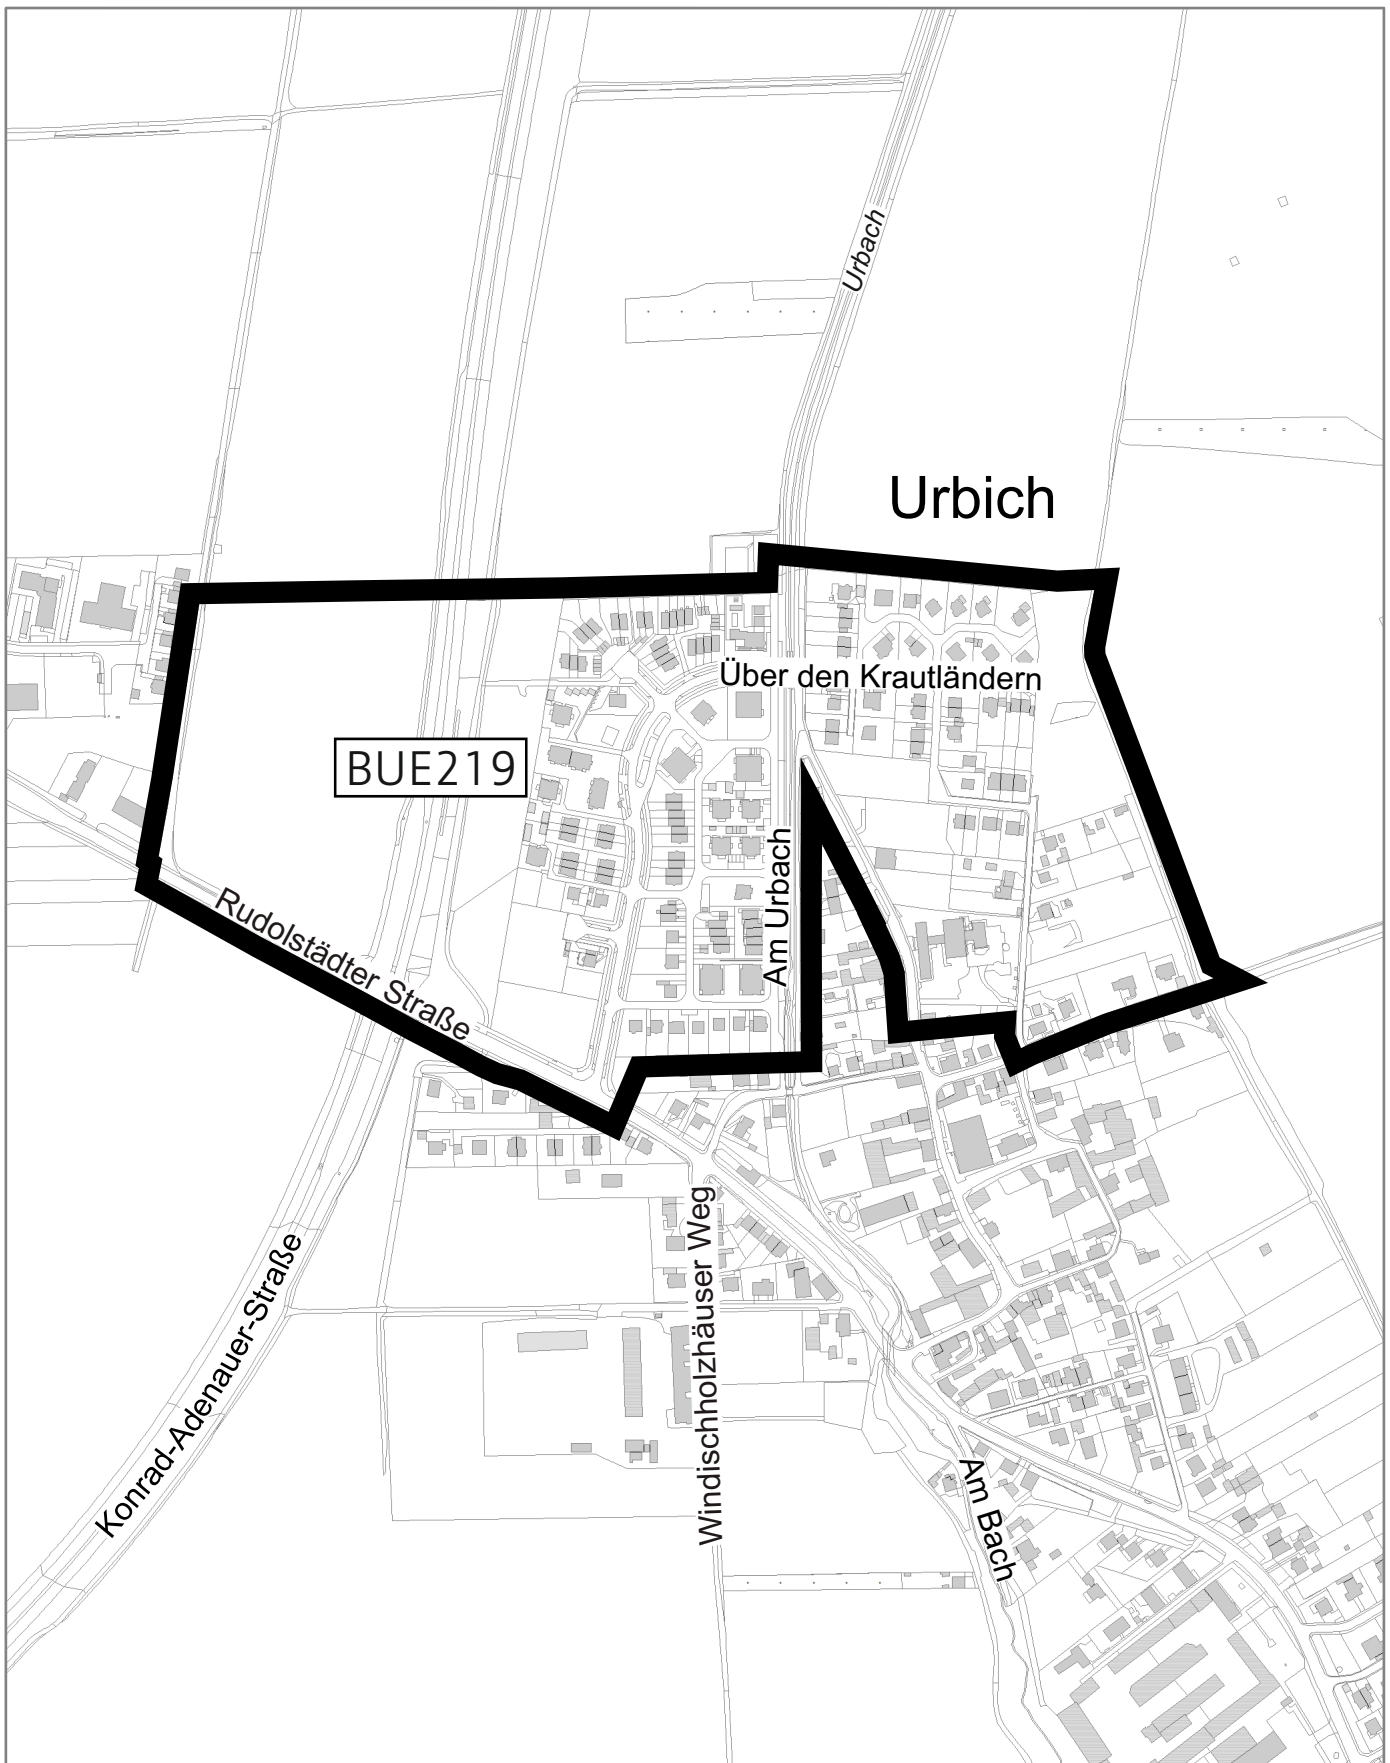 Urbach
Urbich
Über den Krautländern
BUE219
Am Urbach
Rudolstädter Straße
Windischholzhäuser Weg
Konrad-Adenauer-Straße
Am Bach